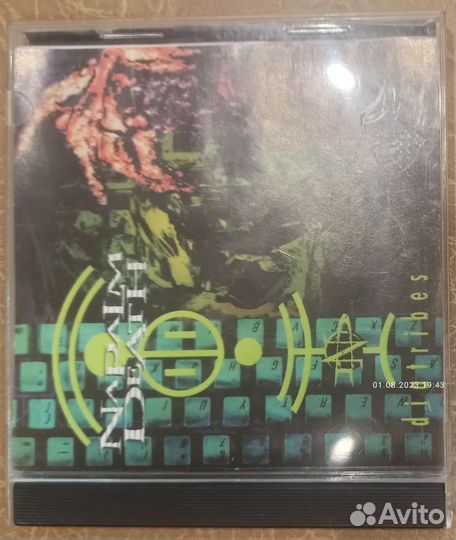 NAPALM
DEATH
diatribes
01.08.2023 19:43
Avito